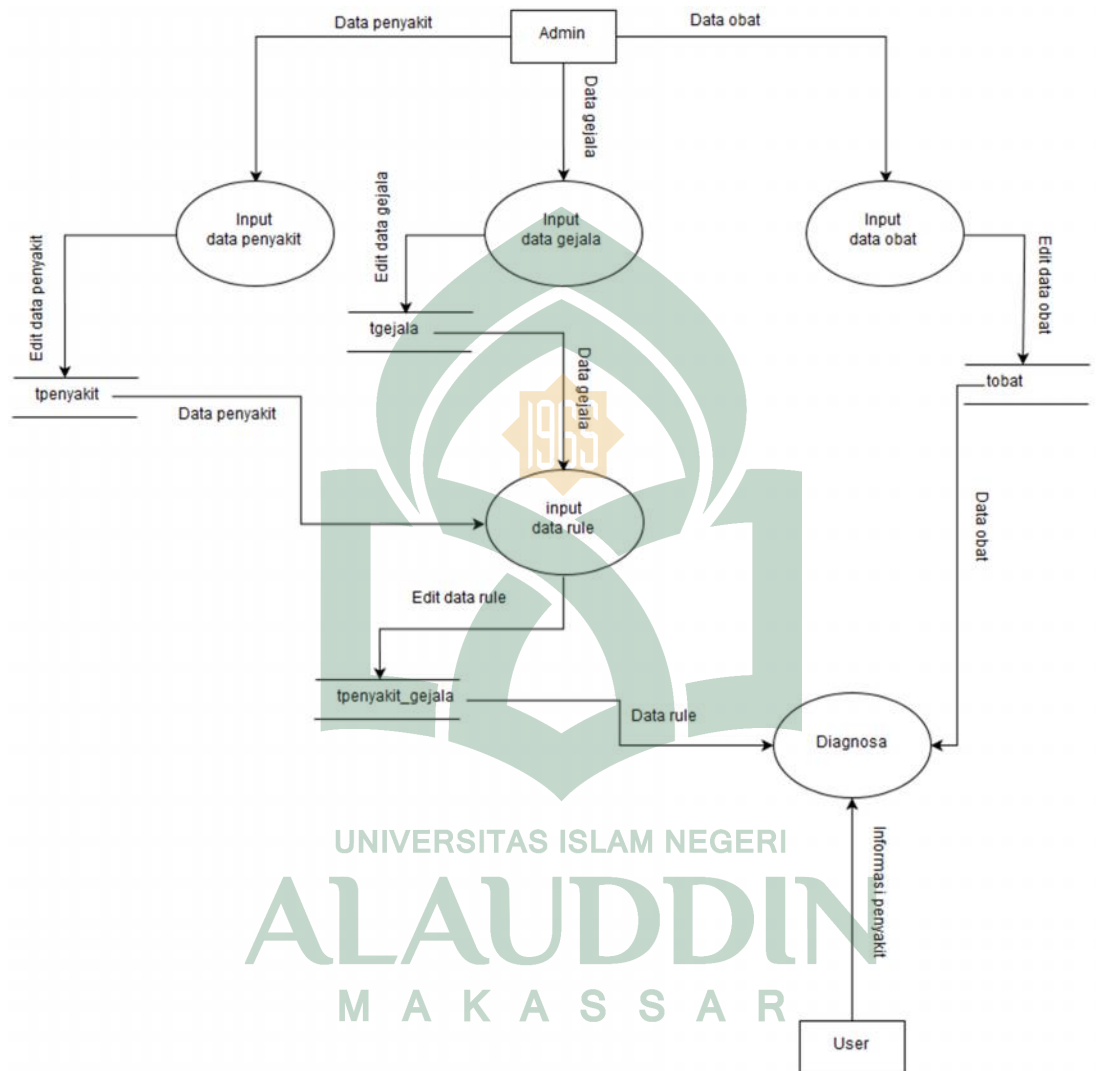 Data penyakit
Admin
Data obat
Data gejala
Input
data penyakit
Edit data gejala
Input
data gejala
Input
data obat
Edit data penyakit
Edit data obat
tgejala
Data gejala
tpenyakit
Data penyakit
tobat
1965
input
data rule
Data obat
Edit data rule
tpenyakit_gejala
Data rule
Diagnosa
UNIVERSITAS ISLAM NEGERI
ALAUDDIN
MAKASSAR
Informasi penyakit
User